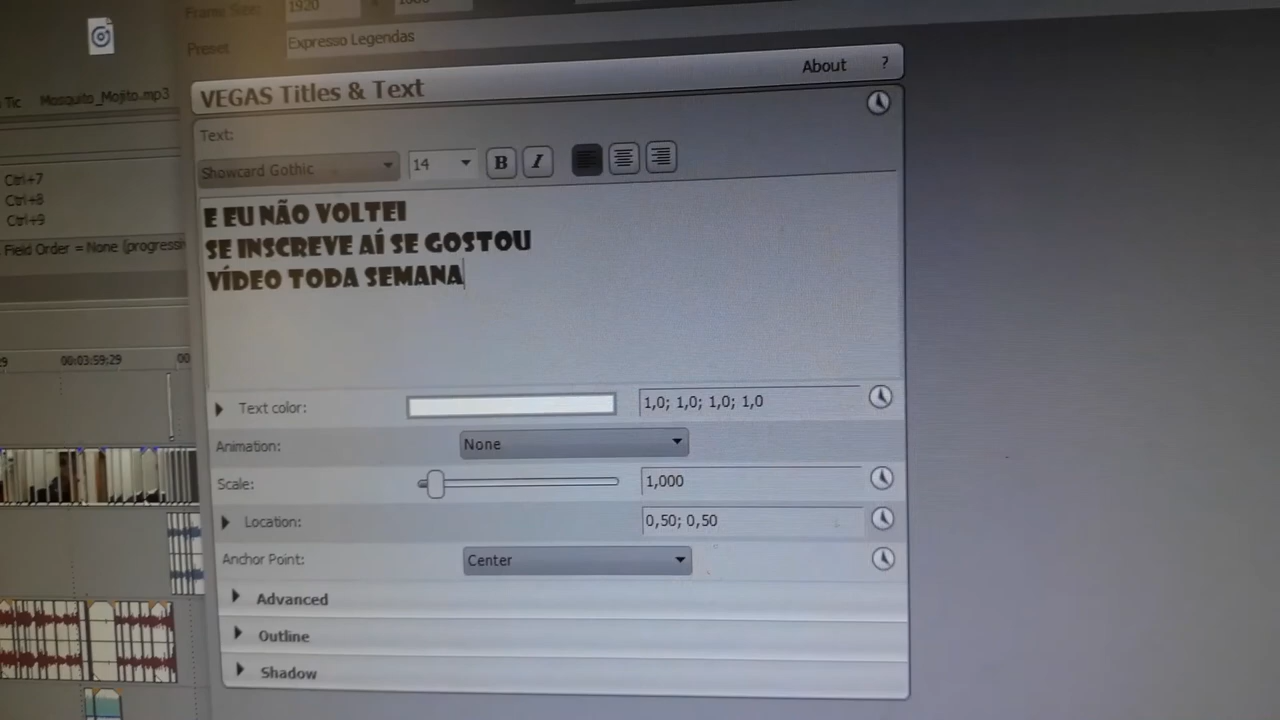 Frame Size: 1920 x
Preset Expresso Legendas
About ?
VEGAS Titles & Text
Tic Mosquito_Mojito.mp3
Text:
Showcard Gothic 14 B I
Ctrl+7
Ctrl+8
Ctrl+9
Field Order = None (progressi
E EU NÃO VOLTEI
SE INSCREVE AÍ SE GOSTOU
VÍDEO TODA SEMANA
00:03:59:29 00
Text color: 1,0; 1,0; 1,0; 1,0
Animation: None
Scale: 1,000
Location: 0,50; 0,50
Anchor Point: Center
Advanced
Outline
Shadow